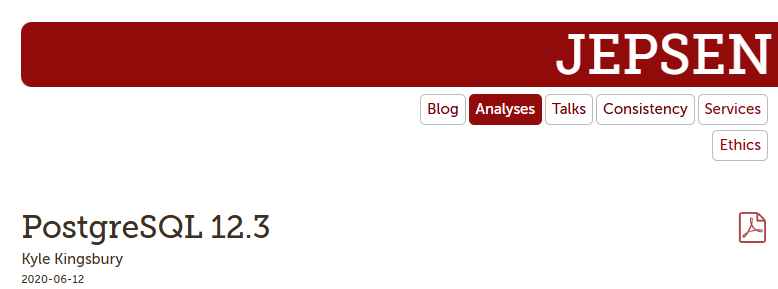 JEPSEN
Blog Analyses Talks Consistency Services
Ethics
PostgreSQL 12.3
Kyle Kingsbury
2020-06-12